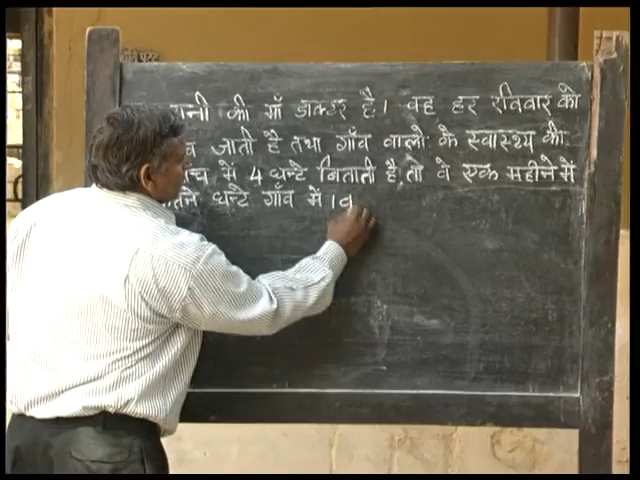 की माँ डाक्टर है। वह हर रविवार को
जाती है तथा गाँव वालो के स्वास्थ्य की
में 4 घन्टे बिताती है, तो वे एक महीने में
घन्टे गाँव में । व